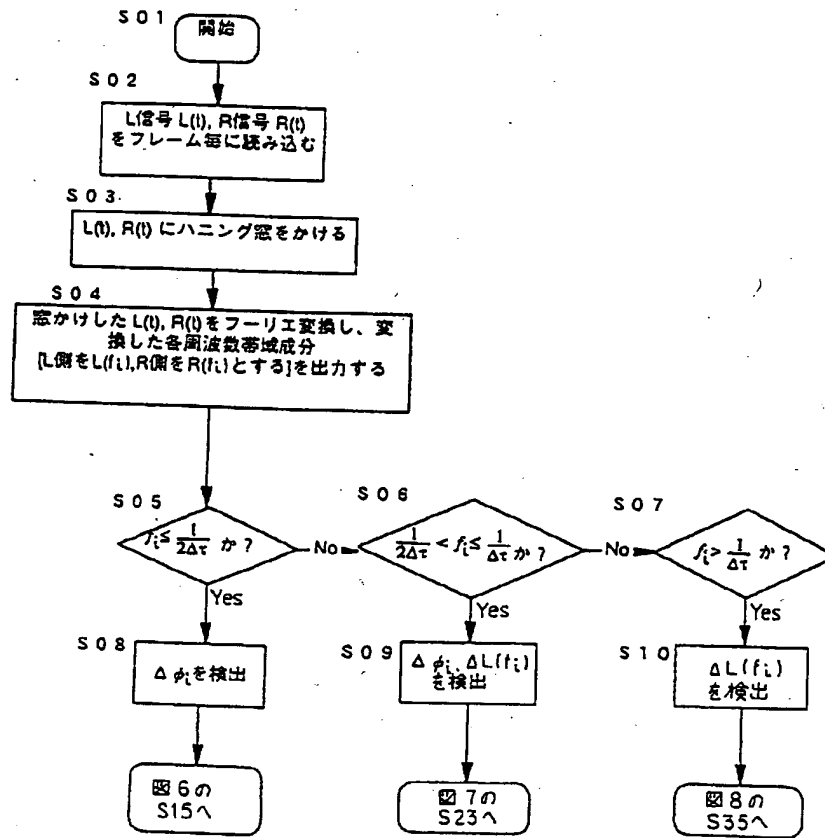 S01
開始
S02
L信号 L(t), R信号 R(t)
をフレーム毎に読み込む
S03
L(t), R(t) にハニング窓をかける
S04
窓かけした L(t), R(t)をフーリエ変換し、変
換した各周波数帯域成分
[L側をL(fi),R側をR(fi)とする]を出力する
S05
fi≤ 1/2Δτ か？
No
S06
1/2Δτ < fi ≤ 1/Δτ か？
No
S07
fi> 1/Δτ か？
Yes
Yes
Yes
S08
Δφiを検出
S09
Δφi、ΔL(fi)
を検出
S10
ΔL(fi)
を検出
図6の
S15へ
図7の
S23へ
図8の
S35へ